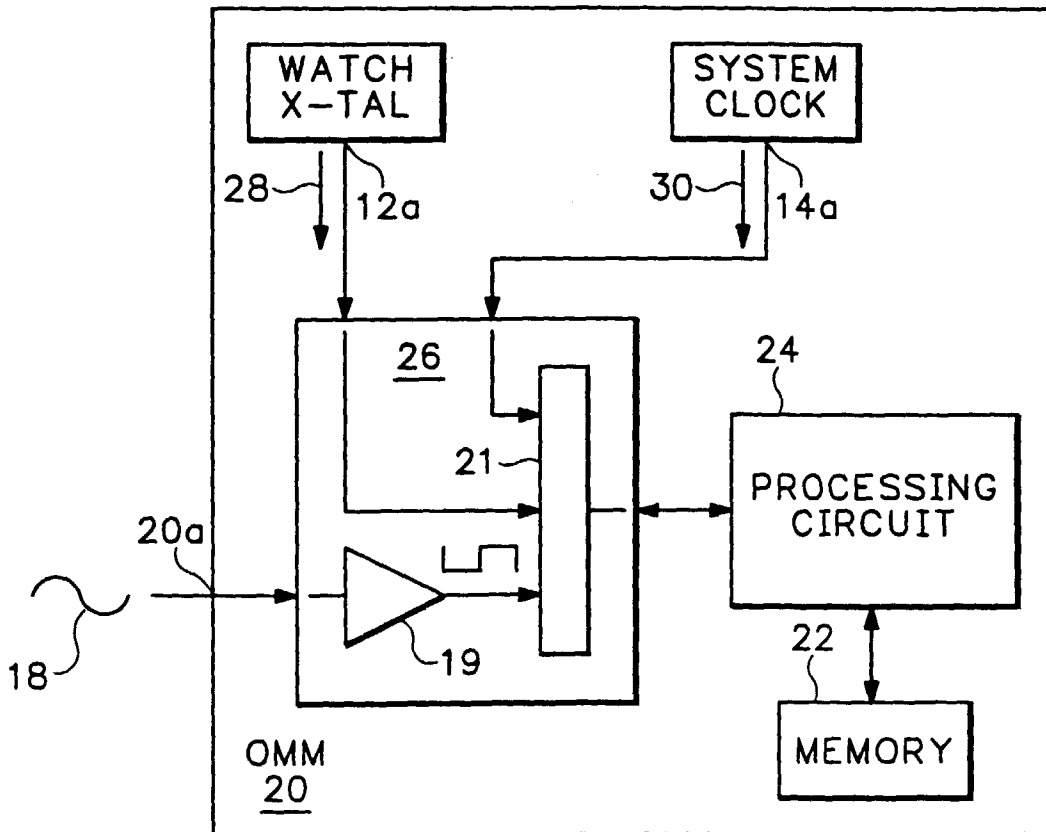 WATCH
X-TAL
SYSTEM
CLOCK
28
12a
30
14a
26
24
21
PROCESSING
CIRCUIT
20a
18
19
22
MEMORY
OMM
20